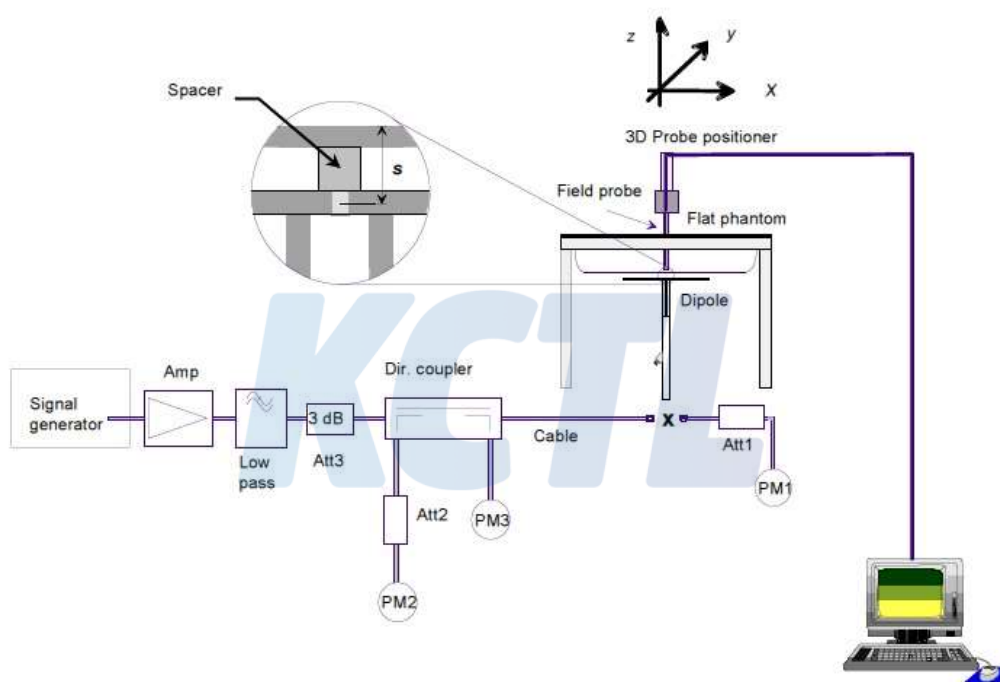 z
y
X
Spacer
s
3D Probe positioner
Field probe
Flat phantom
Dipole
KCTL
Signal
generator
Amp
Low
pass
3 dB
Att3
Dir. coupler
Cable
X
Att1
PM1
Att2
PM3
PM2